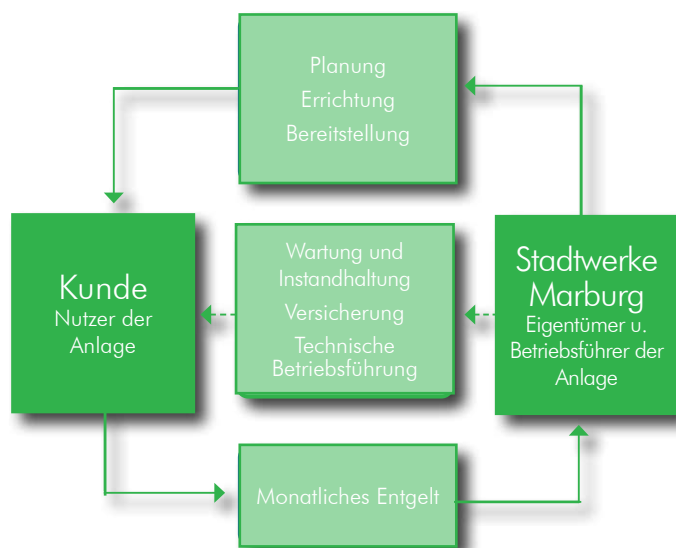 Planung
Errichtung
Bereitstellung
Kunde
Nutzer der
Anlage
Wartung und
Instandhaltung
Versicherung
Technische
Betriebsführung
Stadtwerke
Marburg
Eigentümer u.
Betriebsführer der
Anlage
Monatliches Entgelt